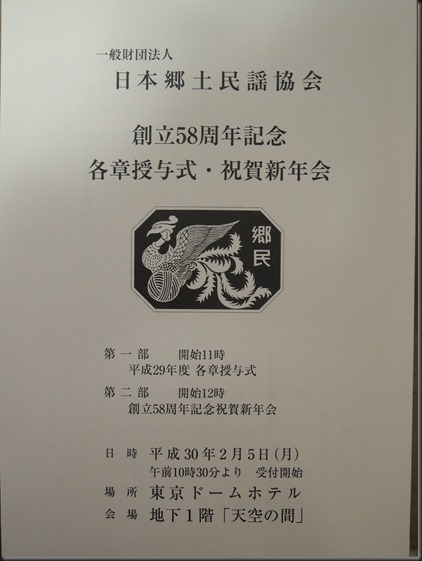 一般財団法人
日本郷土民謡協会
創立58周年記念
各章授与式・祝賀新年会
郷民
第一部 開始11時
平成29年度 各章授与式
第二部 開始12時
創立58周年記念祝賀新年会
日時 平成30年2月5日(月)
午前10時30分より 受付開始
場所 東京ドームホテル
会場 地下1階「天空の間」